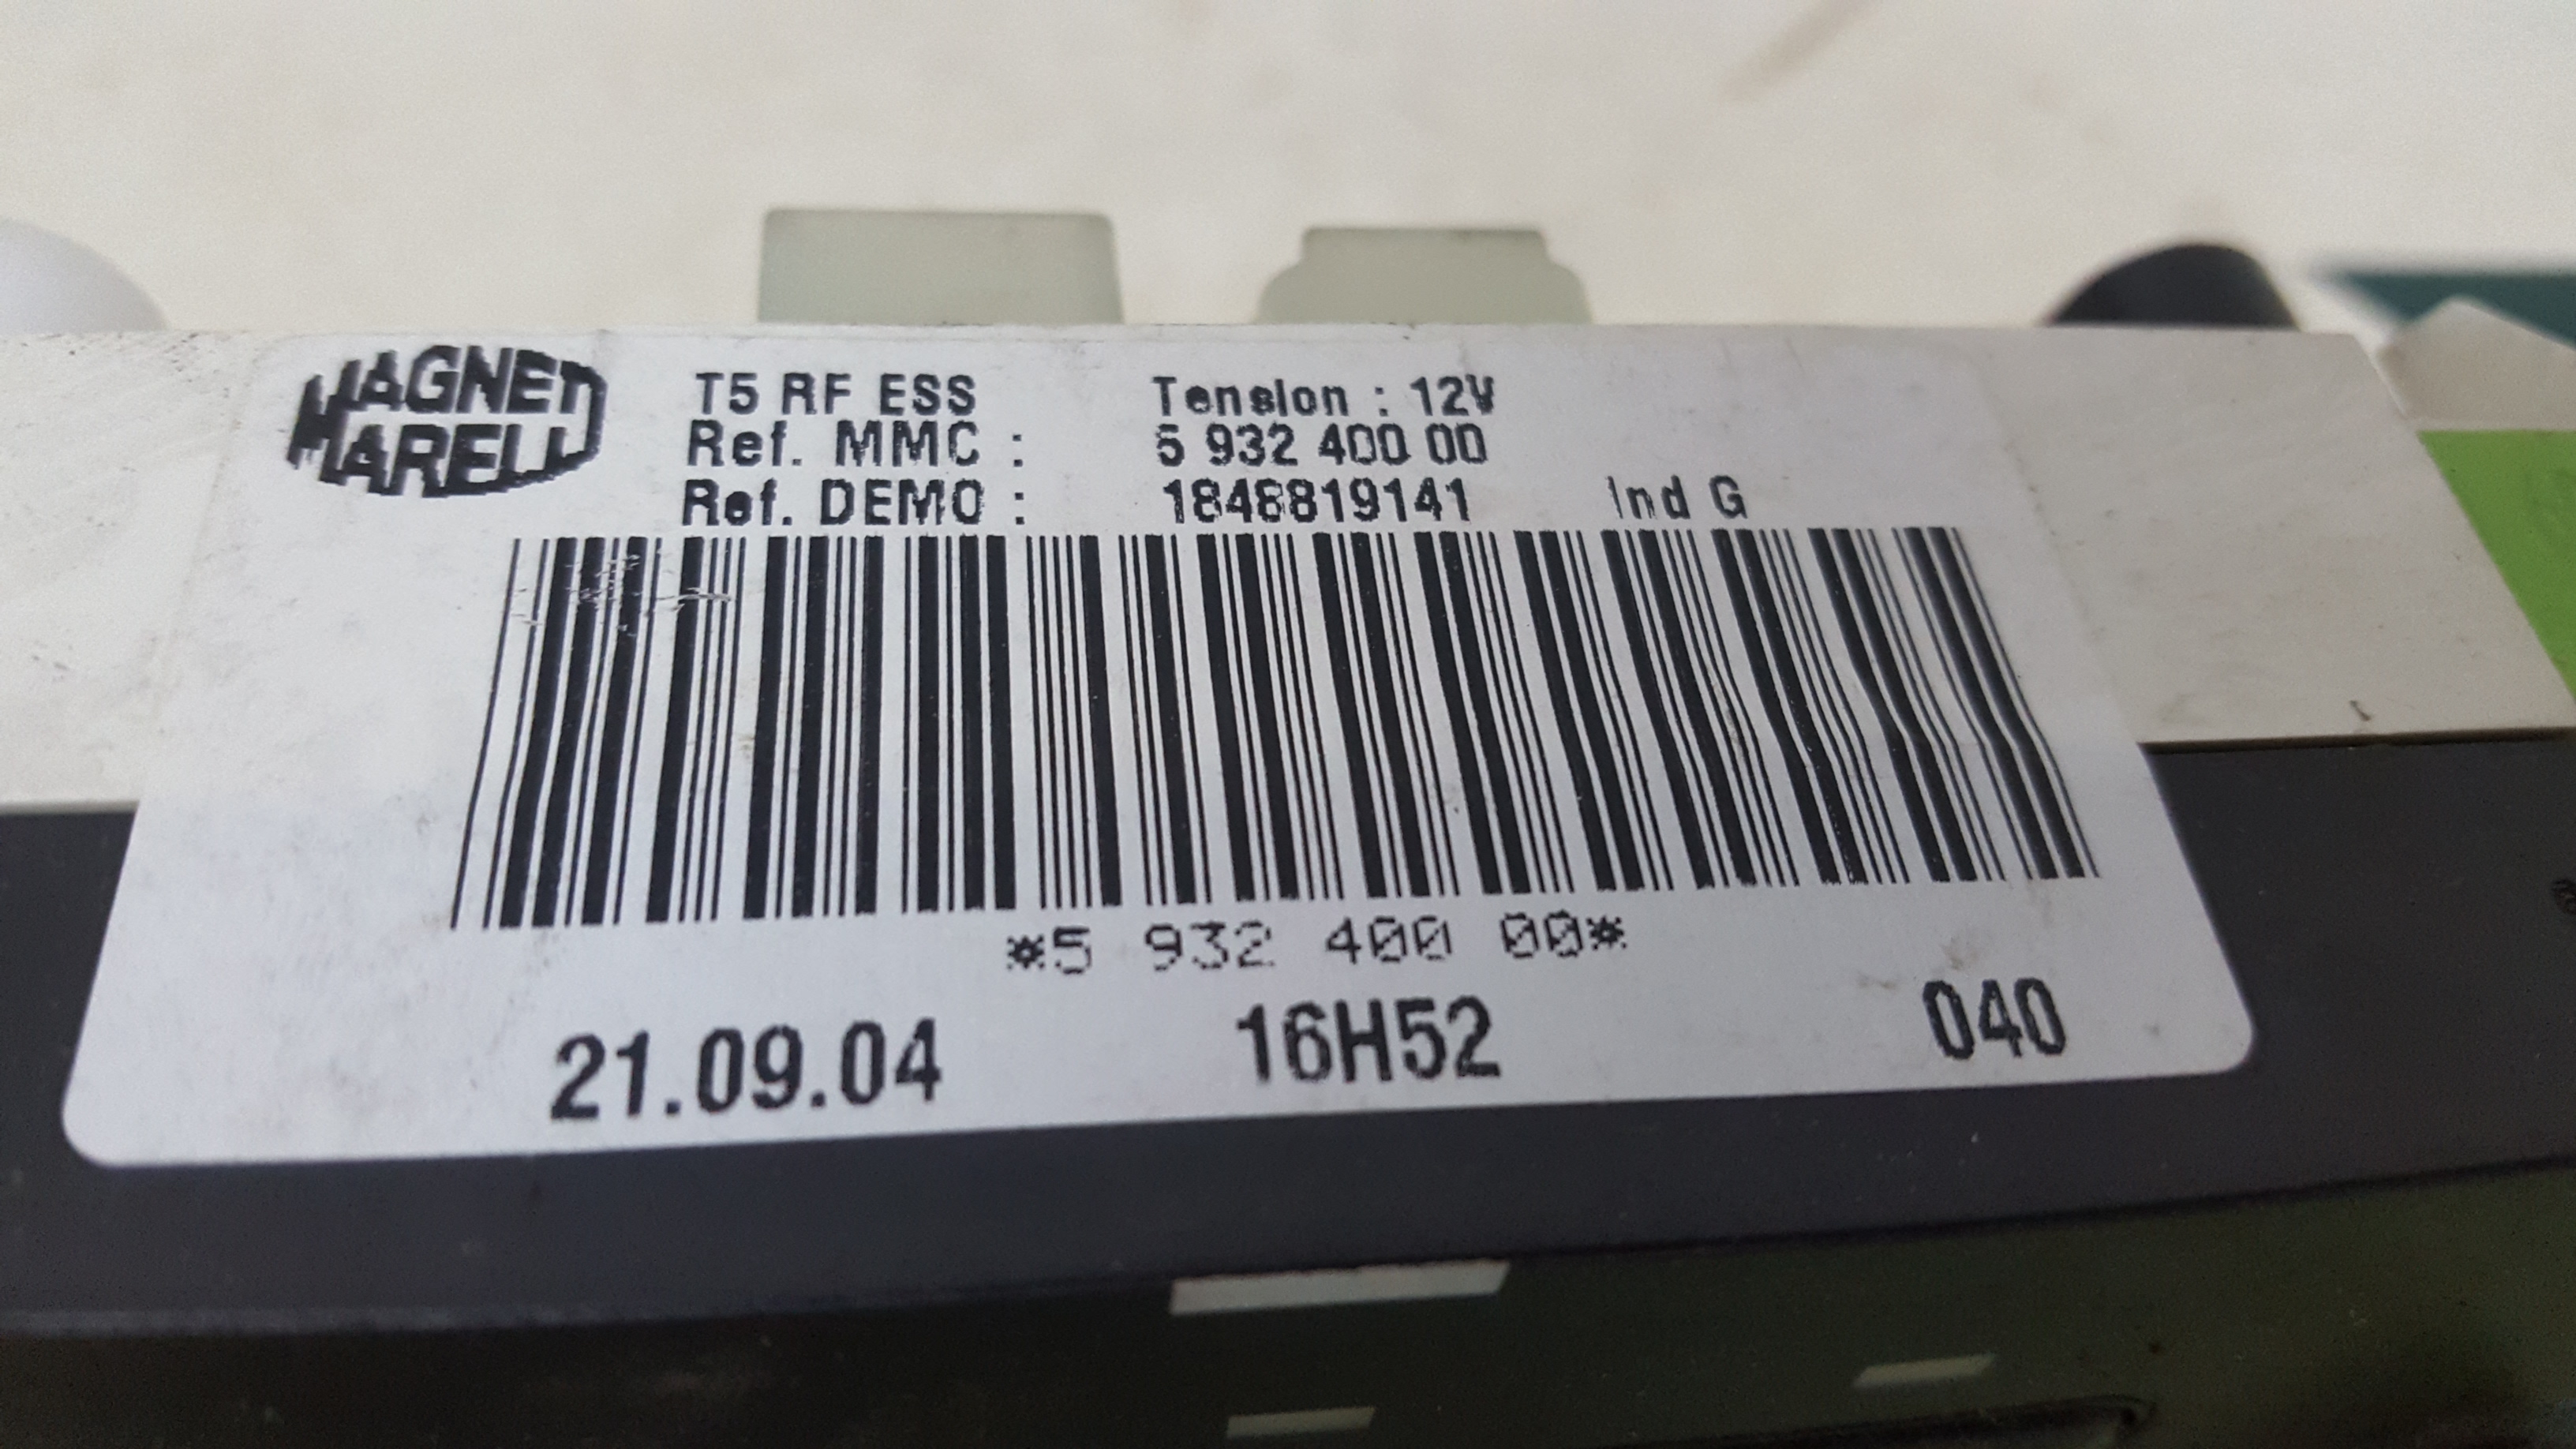 MAGNETI
MARELLI
T5 RF ESS Tension : 12V
Ref. MMC : 5 932 400 00
Ref. DEMO : 1848819141 Ind G
*5 932 400 00*
21.09.04 16H52 040